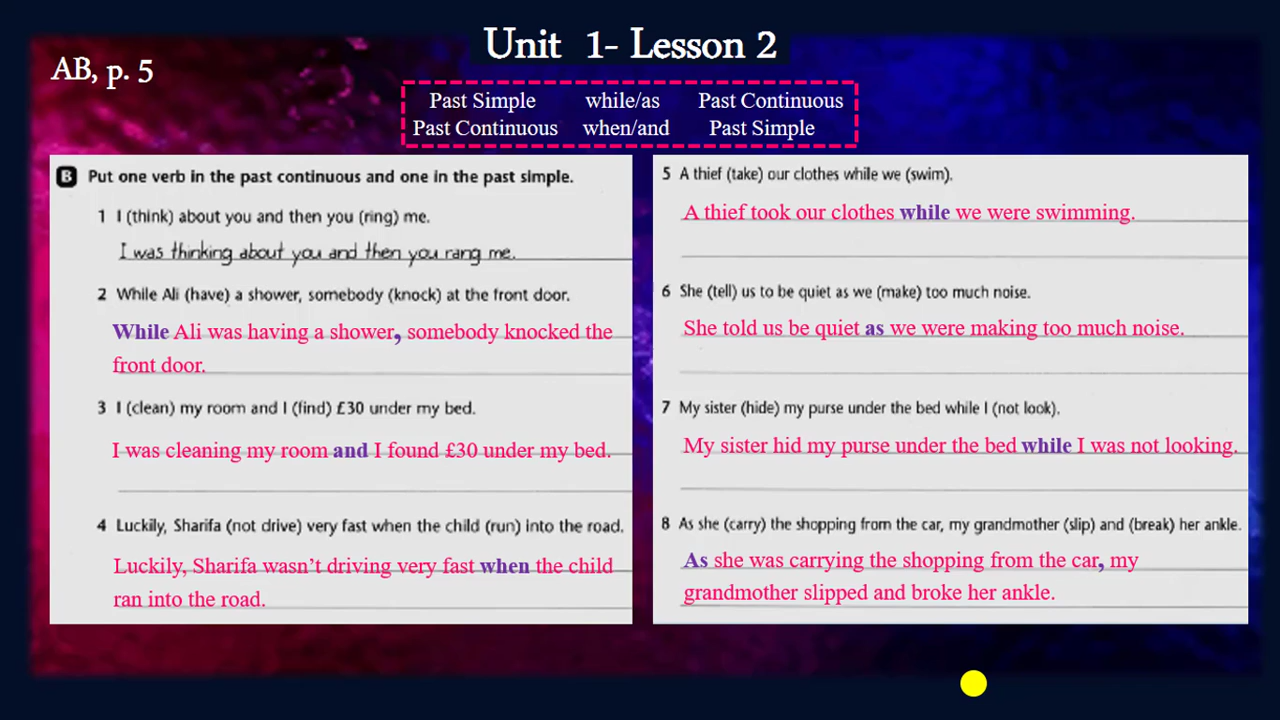 Unit 1- Lesson 2
AB, p. 5
Past Simple while/as Past Continuous
Past Continuous when/and Past Simple
B Put one verb in the past continuous and one in the past simple.
1 I (think) about you and then you (ring) me.
I was thinking about you and then you rang me.
2 While Ali (have) a shower, somebody (knock) at the front door.
While Ali was having a shower, somebody knocked the
front door.
3 I (clean) my room and I (find) £30 under my bed.
I was cleaning my room and I found £30 under my bed.
4 Luckily, Sharifa (not drive) very fast when the child (run) into the road.
Luckily, Sharifa wasn't driving very fast when the child
ran into the road.
5 A thief (take) our clothes while we (swim).
A thief took our clothes while we were swimming.
6 She (tell) us to be quiet as we (make) too much noise.
She told us be quiet as we were making too much noise.
7 My sister (hide) my purse under the bed while I (not look).
My sister hid my purse under the bed while I was not looking.
8 As she (carry) the shopping from the car, my grandmother (slip) and (break) her ankle.
As she was carrying the shopping from the car, my
grandmother slipped and broke her ankle.